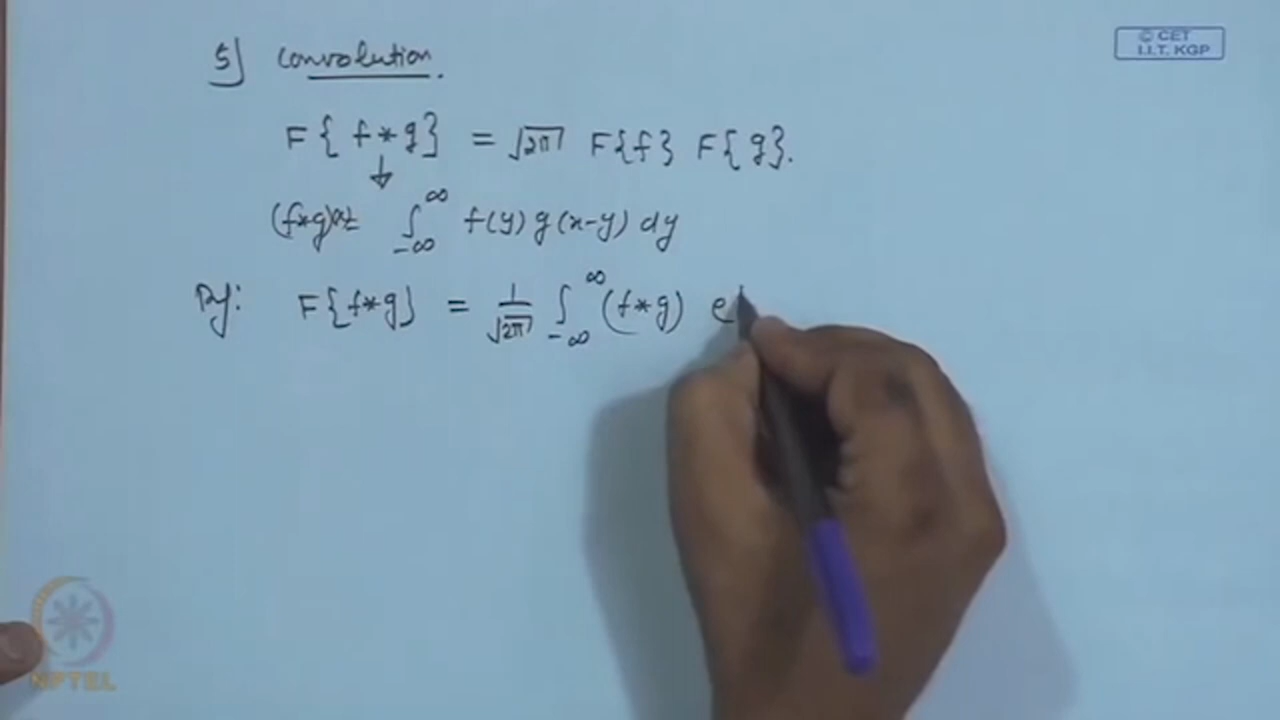 © CET
I.I.T. KGP
5] Convolution.
F{ f*g} = √2π F{f} F{g}.
↓
(f*g)(x) = ∫_{-∞}^{∞} f(y) g(x-y) dy
Pf: F{f*g} = 1/√2π ∫_{-∞}^{∞} (f*g) e
NPTEL